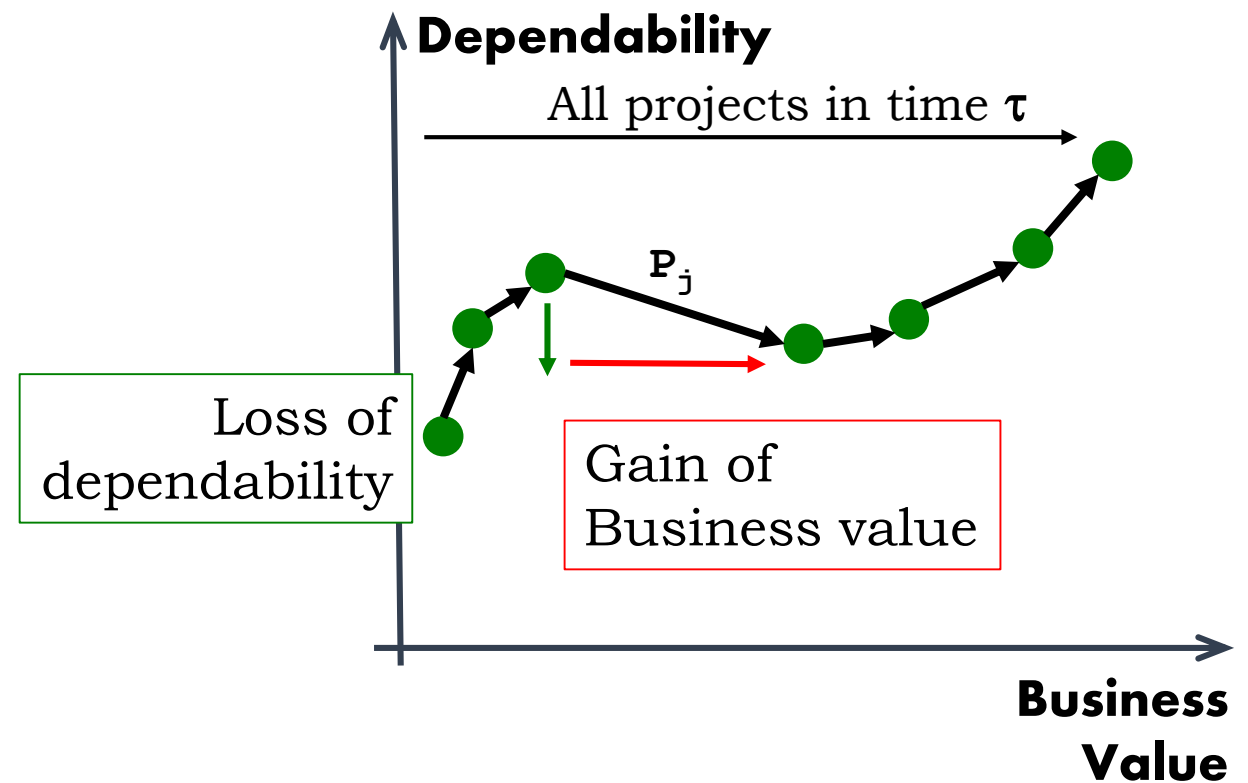 Dependability
All projects in time τ
Pj
Loss of
dependability
Gain of
Business value
Business
Value